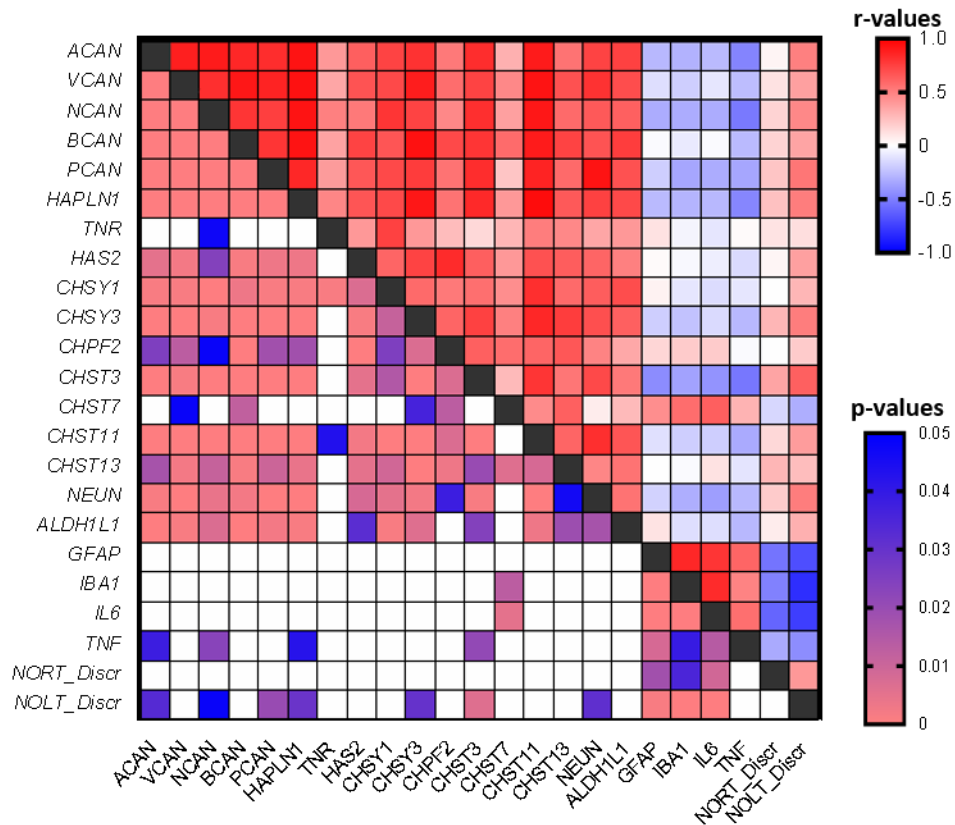 r-values
1.0
0.5
0
-0.5
-1.0
p-values
0.05
0.04
0.03
0.02
0.01
0
ACAN
VCAN
NCAN
BCAN
PCAN
HAPLN1
TNR
HAS2
CHSY1
CHSY3
CHPF2
CHST3
CHST7
CHST11
CHST13
NEUN
ALDH1L1
GFAP
IBA1
IL6
TNF
NORT_Discr
NOLT_Discr
ACAN
VCAN
NCAN
BCAN
PCAN
HAPLN1
TNR
HAS2
CHSY1
CHSY3
CHPF2
CHST3
CHST7
CHST11
CHST13
NEUN
ALDH1L1
GFAP
IBA1
IL6
TNF
NORT_Discr
NOLT_Discr